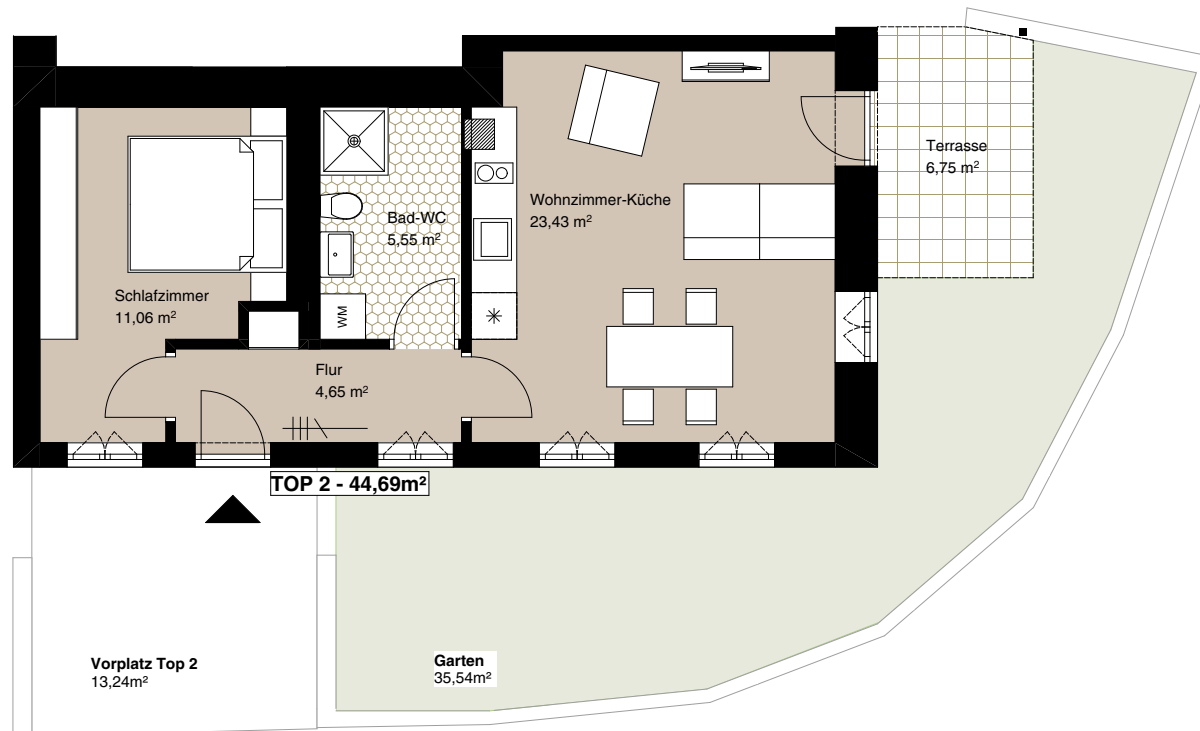 Terrasse
6,75 m²
Wohnzimmer-Küche
23,43 m²
Bad-WC
5,55 m²
Schlafzimmer
11,06 m²
WM
Flur
4,65 m²
TOP 2 - 44,69m²
Vorplatz Top 2
13,24m²
Garten
35,54m²